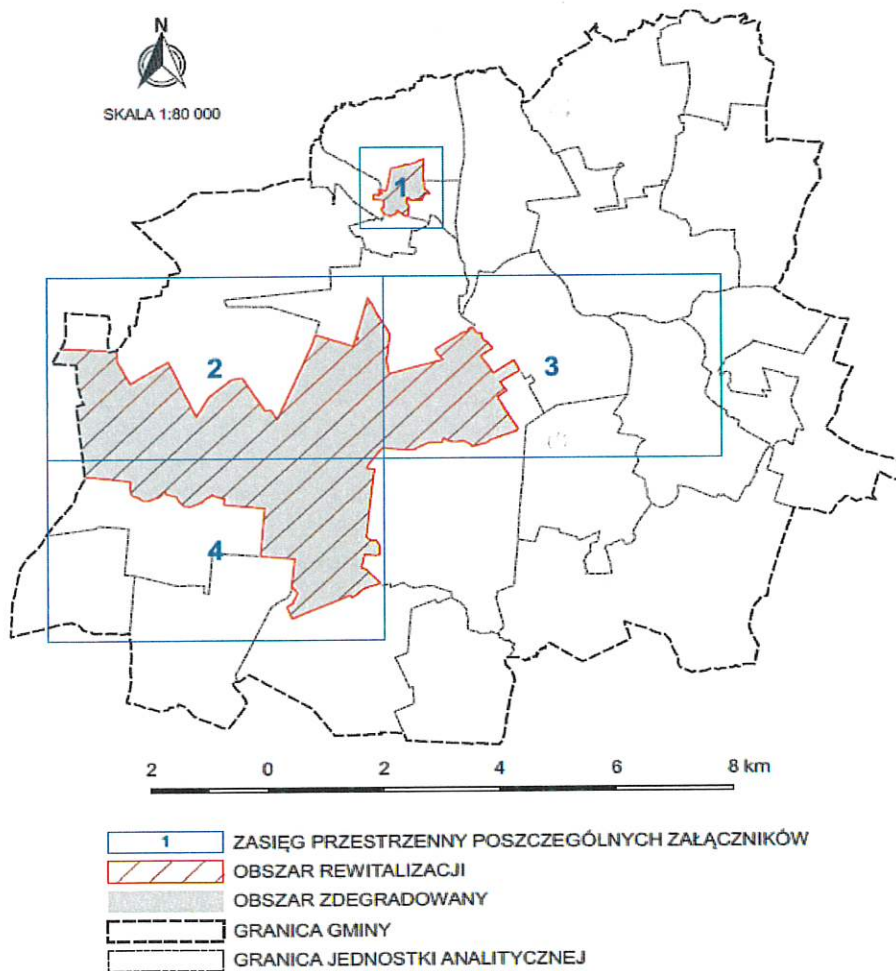 N
SKALA 1:80 000
1
2
3
4
2 0 2 4 6 8 km
1 ZASIĘG PRZESTRZENNY POSZCZEGÓLNYCH ZAŁĄCZNIKÓW
OBSZAR REWITALIZACJI
OBSZAR ZDEGRADOWANY
GRANICA GMINY
GRANICA JEDNOSTKI ANALITYCZNEJ